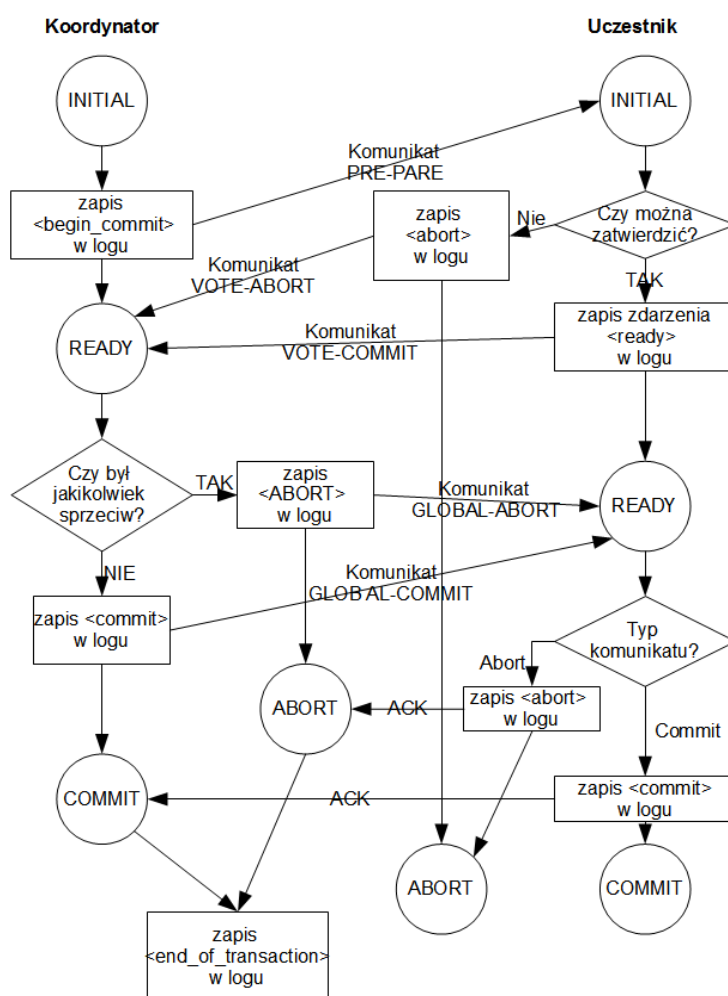 Koordynator
Uczestnik
INITIAL
INITIAL
Komunikat
PRE-PARE
zapis
<begin_commit>
w logu
zapis
<abort>
w logu
Nie
Czy można
zatwierdzić?
Komunikat
VOTE-ABORT
TAK
zapis zdarzenia
<ready>
w logu
READY
Komunikat
VOTE-COMMIT
Czy był
jakikolwiek
sprzeciw?
TAK
zapis
<ABORT>
w logu
Komunikat
GLOBAL-ABORT
READY
NIE
zapis <commit>
w logu
Komunikat
GLOBAL-COMMIT
Typ
komunikatu?
Abort
ABORT
ACK
zapis <abort>
w logu
Commit
COMMIT
ACK
zapis <commit>
w logu
ABORT
COMMIT
zapis
<end_of_transaction>
w logu